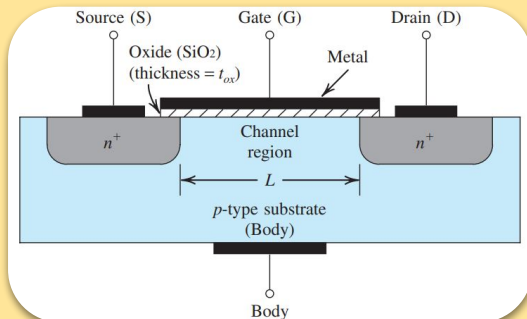 Source (S)
Gate (G)
Drain (D)
Oxide (SiO₂)
(thickness = tₒₓ)
Metal
n⁺
Channel
region
n⁺
L
p-type substrate
(Body)
Body